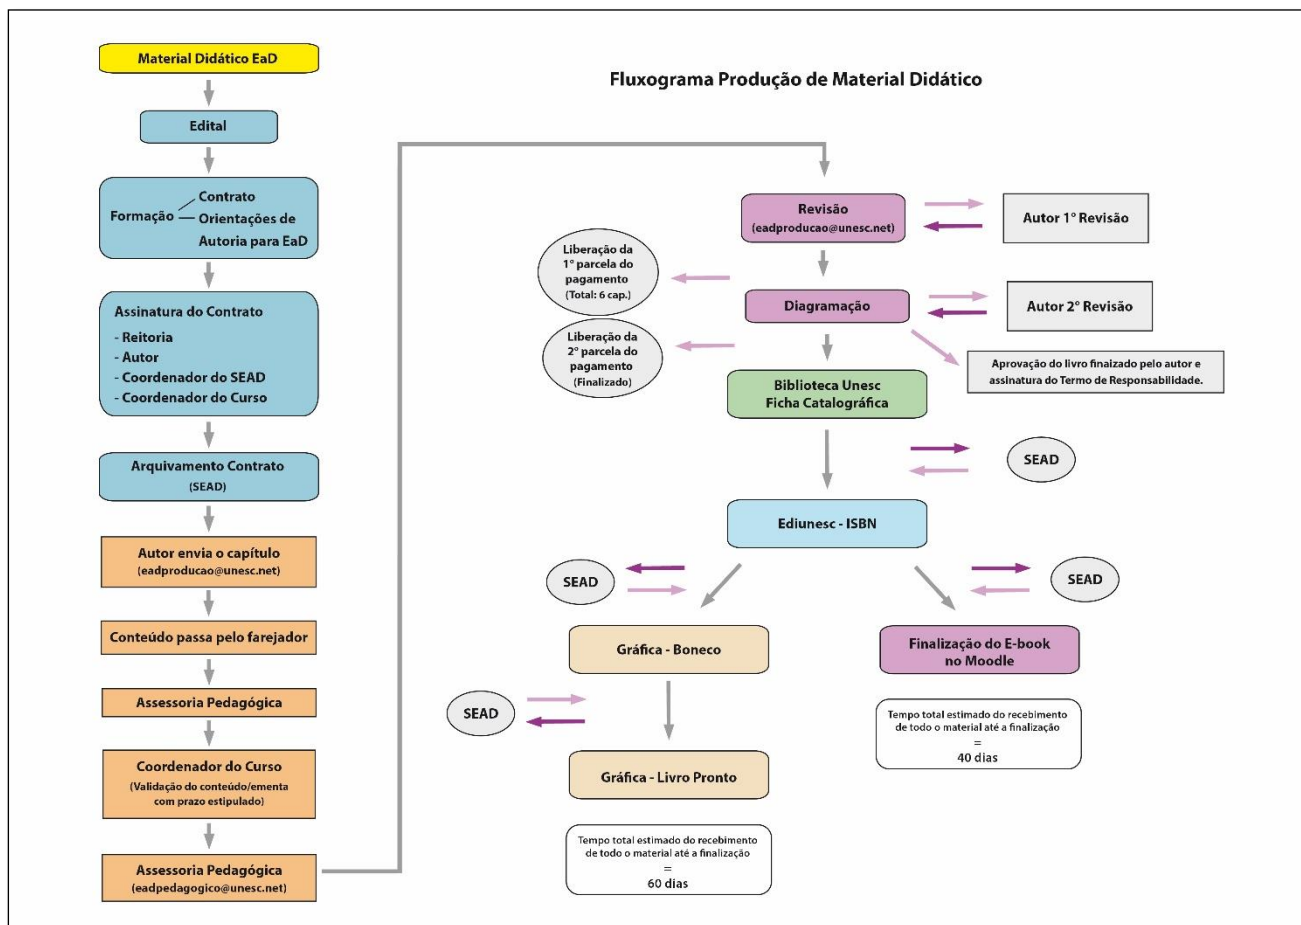 Material Didático EaD
Fluxograma Produção de Material Didático
Edital
Formação
Contrato
Orientações de
Autoria para EaD
Assinatura do Contrato
- Reitoria
- Autor
- Coordenador do SEAD
- Coordenador do Curso
Arquivamento Contrato
(SEAD)
Autor envia o capítulo
(eadproducao@unesc.net)
Conteúdo passa pelo farejador
Assessoria Pedagógica
Coordenador do Curso
(Validação do conteúdo/ementa
com prazo estipulado)
Assessoria Pedagógica
(eadpedagogico@unesc.net)
Revisão
(eadproducao@unesc.net)
Autor 1° Revisão
Liberação da
1° parcela do
pagamento
(Total: 6 cap.)
Diagramação
Autor 2° Revisão
Liberação da
2° parcela do
pagamento
(Finalizado)
Aprovação do livro finaizado pelo autor e
assinatura do Termo de Responsabilidade.
Biblioteca Unesc
Ficha Catalográfica
SEAD
Ediunesc - ISBN
SEAD
SEAD
Gráfica - Boneco
Finalização do E-book
no Moodle
SEAD
Tempo total estimado do recebimento
de todo o material até a finalização
=
40 dias
Gráfica - Livro Pronto
Tempo total estimado do recebimento
de todo o material até a finalização
=
60 dias